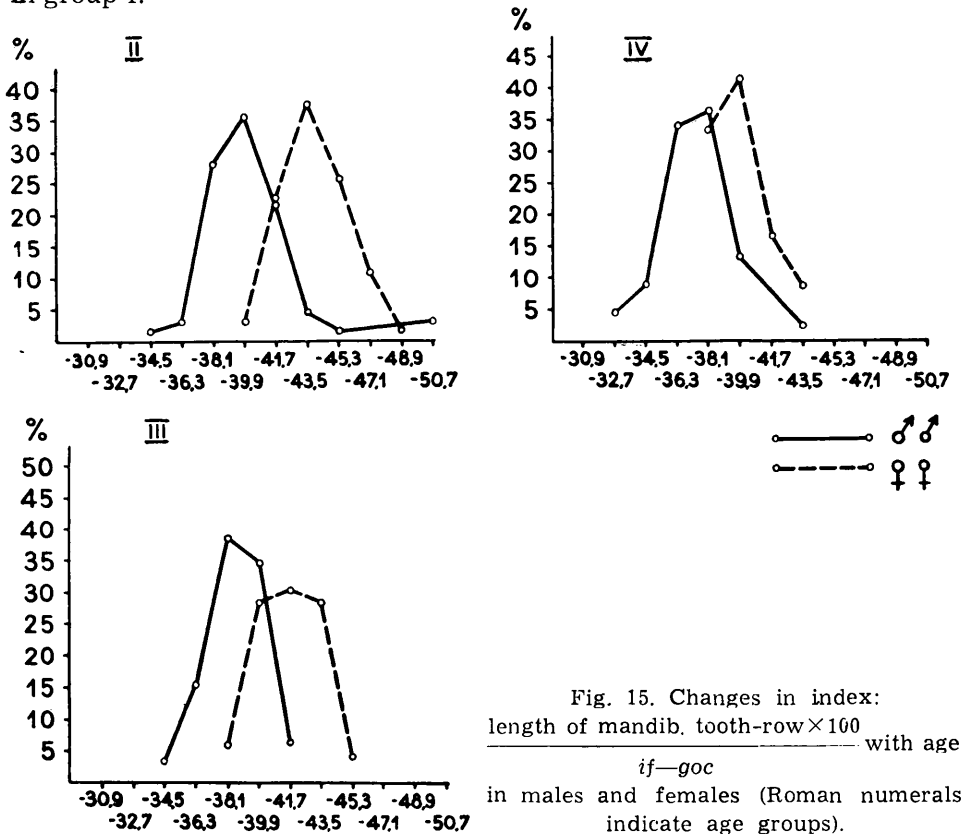 in group I.
%
II
40
35
30
25
20
15
10
5
-30,9 -34,5 -38,1 -41,7 -45,3 -48,9
-32,7 -36,3 -39,9 -43,5 -47,1 -50,7
%
IV
45
40
35
30
25
20
15
10
5
-30,9 -34,5 -38,1 -41,7 -45,3 -48,9
-32,7 -36,3 -39,9 -43,5 -47,1 -50,7
♂♂
♀♀
%
III
50
45
40
35
30
25
20
15
10
5
-30,9 -34,5 -38,1 -41,7 -45,3 -48,9
-32,7 -36,3 -39,9 -43,5 -47,1 -50,7
Fig. 15. Changes in index:
length of mandib. tooth-row×100
with age
if—goc
in males and females (Roman numerals
indicate age groups).